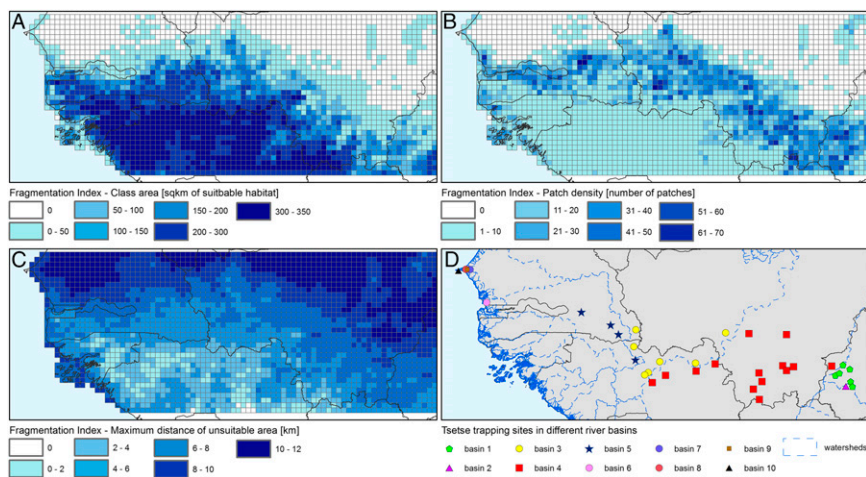 A
B
Fragmentation Index - Class area [sqkm of suitbable habitat]
0
50 - 100
150 - 200
300 - 350
0 - 50
100 - 150
200 - 300
Fragmentation Index - Patch density [number of patches]
0
11 - 20
31 - 40
51 - 60
1 - 10
21 - 30
41 - 50
61 - 70
C
D
Fragmentation Index - Maximum distance of unsuitable area [km]
0
2 - 4
6 - 8
10 - 12
0 - 2
4 - 6
8 - 10
Tsetse trapping sites in different river basins
basin 1
basin 3
basin 5
basin 7
basin 9
watersheds
basin 2
basin 4
basin 6
basin 8
basin 10